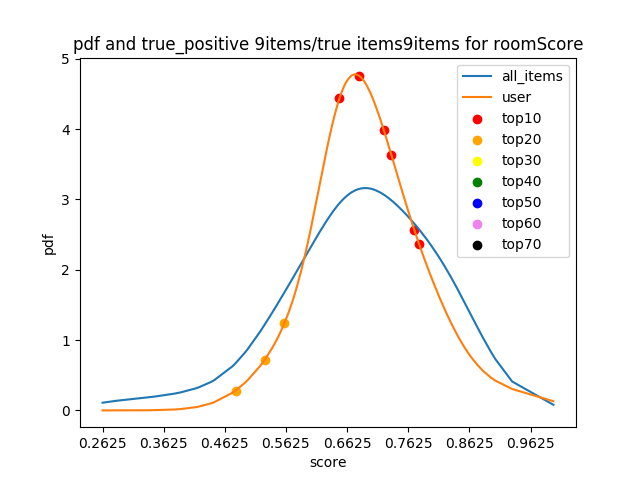 pdf and true_positive 9items/true items9items for roomScore
5
4
3
2
1
0
pdf
all_items
user
top10
top20
top30
top40
top50
top60
top70
0.2625 0.3625 0.4625 0.5625 0.6625 0.7625 0.8625 0.9625
score